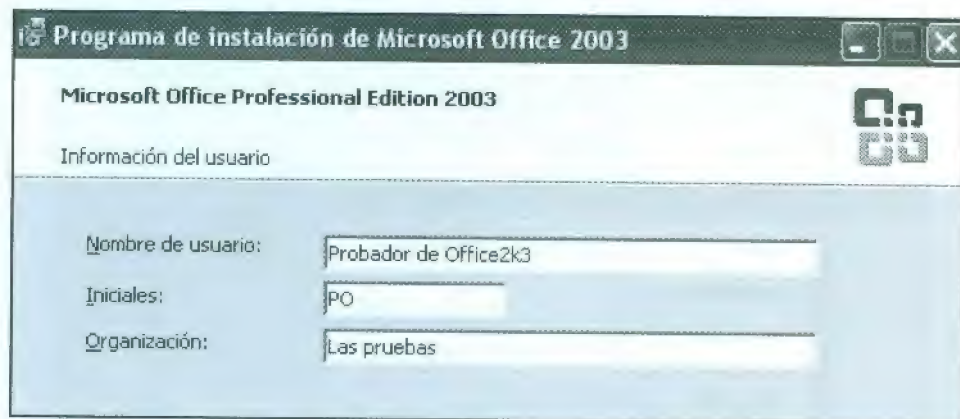 Programa de instalación de Microsoft Office 2003
Microsoft Office Professional Edition 2003
Información del usuario
Nombre de usuario: Probador de Office2k3
Iniciales: PO
Organización: Las pruebas